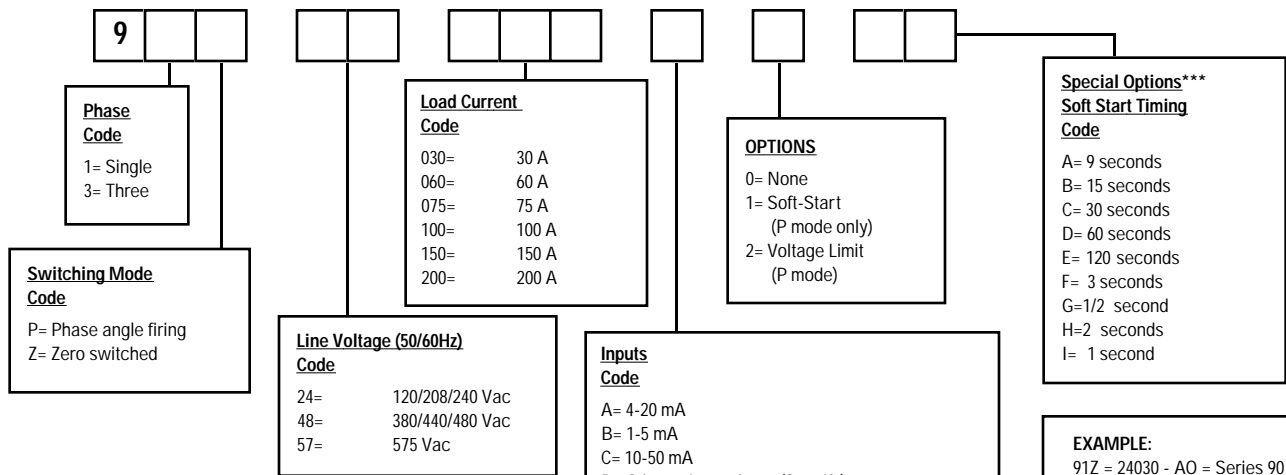 9
Phase
Code
1= Single
3= Three
Switching Mode
Code
P= Phase angle firing
Z= Zero switched
Line Voltage (50/60Hz)
Code
24= 120/208/240 Vac
48= 380/440/480 Vac
57= 575 Vac
Load Current
Code
030= 30 A
060= 60 A
075= 75 A
100= 100 A
150= 150 A
200= 200 A
Inputs
Code
A= 4-20 mA
B= 1-5 mA
C= 10-50 mA
OPTIONS
0= None
1= Soft-Start
(P mode only)
2= Voltage Limit
(P mode)
Special Options***
Soft Start Timing
Code
A= 9 seconds
B= 15 seconds
C= 30 seconds
D= 60 seconds
E= 120 seconds
F= 3 seconds
G=1/2 second
H=2 seconds
I= 1 second
EXAMPLE:
91Z = 24030 - AO = Series 90